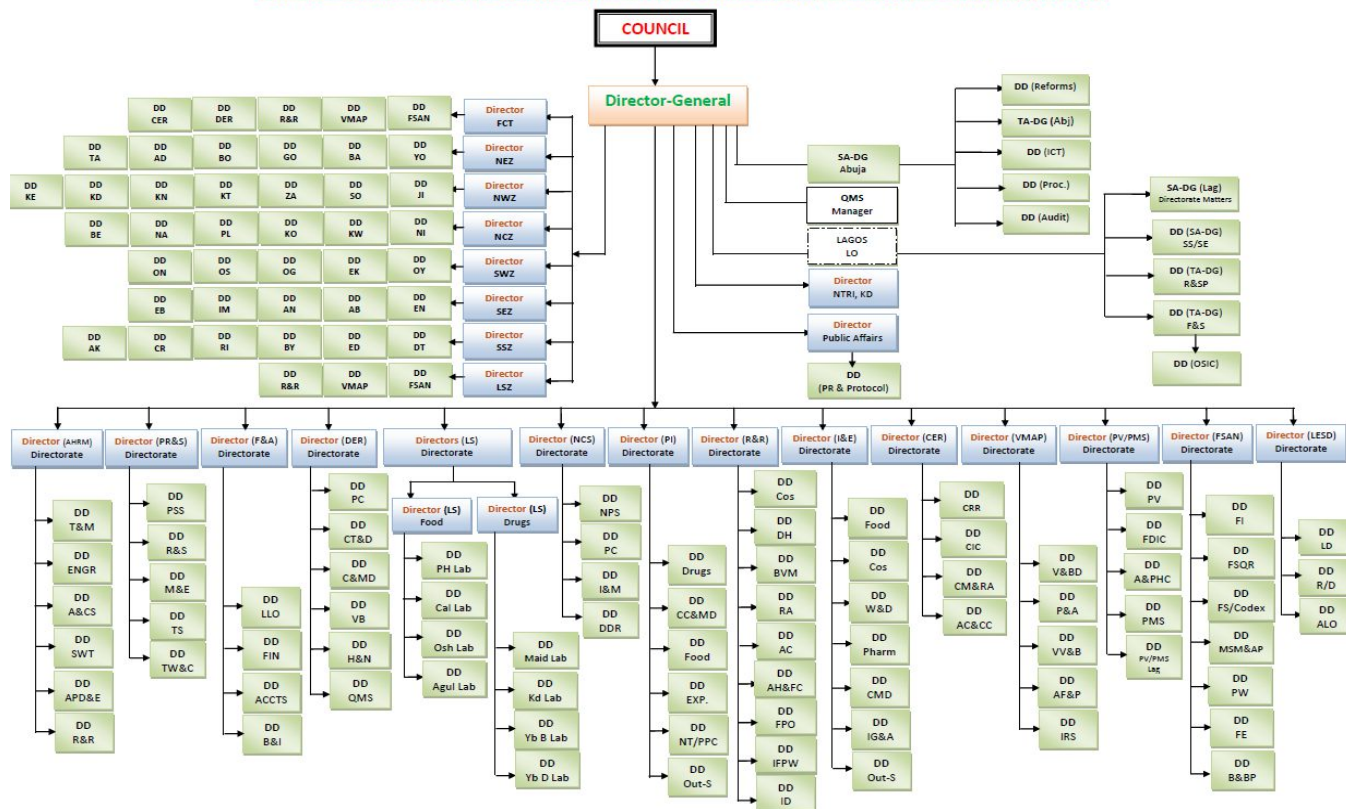 COUNCIL
Director-General
DD
CER
DD
DER
DD
R&R
DD
VMAP
DD
FSAN
Director
FCT
DD
TA
DD
AD
DD
BO
DD
GO
DD
BA
DD
YO
Director
NEZ
DD
KE
DD
KD
DD
KN
DD
KT
DD
ZA
DD
SO
DD
JI
Director
NWZ
DD
BE
DD
NA
DD
PL
DD
KO
DD
KW
DD
NI
Director
NCZ
DD
ON
DD
OS
DD
OG
DD
EK
DD
OY
Director
SWZ
DD
EB
DD
IM
DD
AN
DD
AB
DD
EN
Director
SEZ
DD
AK
DD
CR
DD
RI
DD
BY
DD
ED
DD
DT
Director
SSZ
DD
R&R
DD
VMAP
DD
FSAN
Director
LSZ
SA-DG
Abuja
QMS
Manager
LAGOS
LO
Director
NTRI, KD
Director
Public Affairs
DD
(PR & Protocol)
DD (Reforms)
TA-DG (Abj)
DD (ICT)
DD (Proc.)
DD (Audit)
SA-DG (Lag)
Directorate Matters
DD (SA-DG)
SS/SE
DD (TA-DG)
R&SP
DD (TA-DG)
F&S
DD (OSIC)
Director (AHRM)
Directorate
DD
T&M
DD
ENGR
DD
A&CS
DD
SWT
DD
APD&E
DD
R&R
Director (PR&S)
Directorate
DD
PSS
DD
R&S
DD
M&E
DD
TS
DD
TW&C
Director (F&A)
Directorate
DD
LLO
DD
FIN
DD
ACCTS
DD
B&I
Director (DER)
Directorate
DD
PC
DD
CT&D
DD
C&MD
DD
VB
DD
H&N
DD
QMS
Directors (LS)
Directorate
Director (LS)
Food
DD
PH Lab
DD
Cal Lab
DD
Osh Lab
DD
Agul Lab
Director (LS)
Drugs
DD
Maid Lab
DD
Kd Lab
DD
Yb B Lab
DD
Yb D Lab
Director (NCS)
Directorate
DD
NPS
DD
PC
DD
I&M
DD
DDR
Director (PI)
Directorate
DD
Drugs
DD
CC&MD
DD
Food
DD
EXP.
DD
NT/PPC
DD
Out-S
Director (R&R)
Directorate
DD
Cos
DD
DH
DD
BVM
DD
RA
DD
AC
DD
AH&FC
DD
FPO
DD
IFPW
DD
ID
Director (I&E)
Directorate
DD
Food
DD
Cos
DD
W&D
DD
Pharm
DD
CMD
DD
IG&A
DD
Out-S
Director (CER)
Directorate
DD
CRR
DD
CIC
DD
CM&RA
DD
AC&CC
Director (VMAP)
Directorate
DD
V&BD
DD
P&A
DD
VV&B
DD
AF&P
DD
IRS
Director (PV/PMS)
Directorate
DD
PV
DD
FDIC
DD
A&PHC
DD
PMS
DD
PV/PMS
Lag
Director (FSAN)
Directorate
DD
FI
DD
FSQR
DD
FS/Codex
DD
MSM&AP
DD
PW
DD
FE
DD
B&BP
Director (LESD)
Directorate
DD
LD
DD
R/D
DD
ALO